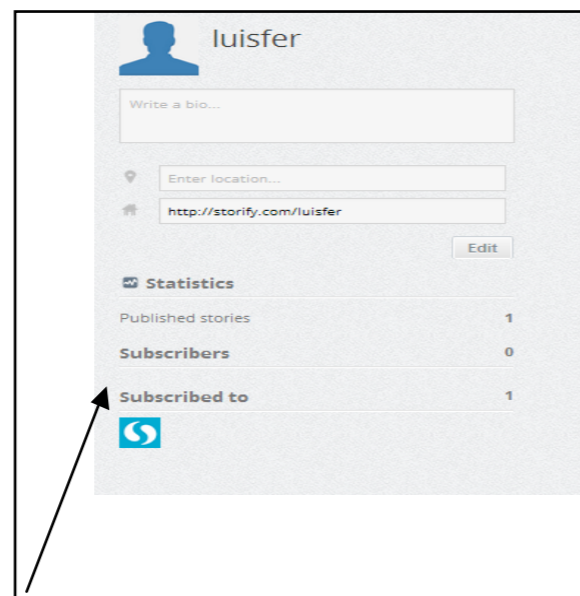 luisfer
Write a bio...
Enter location...
http://storify.com/luisfer
Edit
Statistics
Published stories 1
Subscribers 0
Subscribed to 1